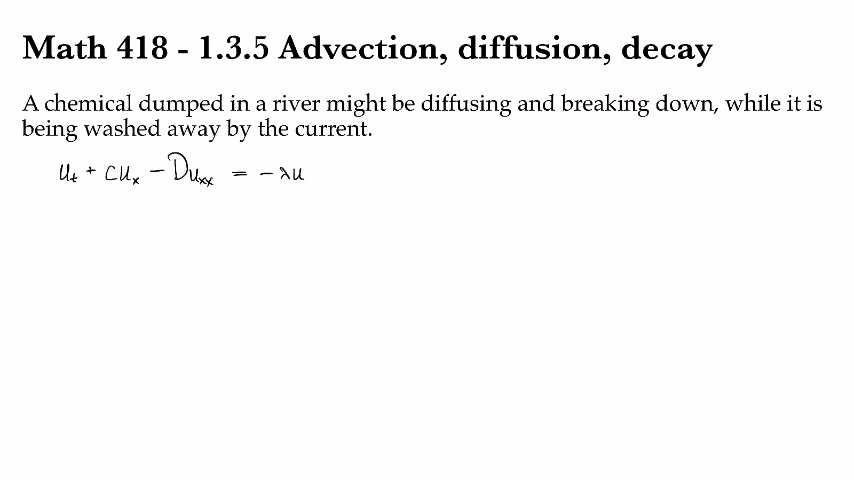 Math 418 - 1.3.5 Advection, diffusion, decay
A chemical dumped in a river might be diffusing and breaking down, while it is
being washed away by the current.
u_t + cu_x - Du_xx = -λu